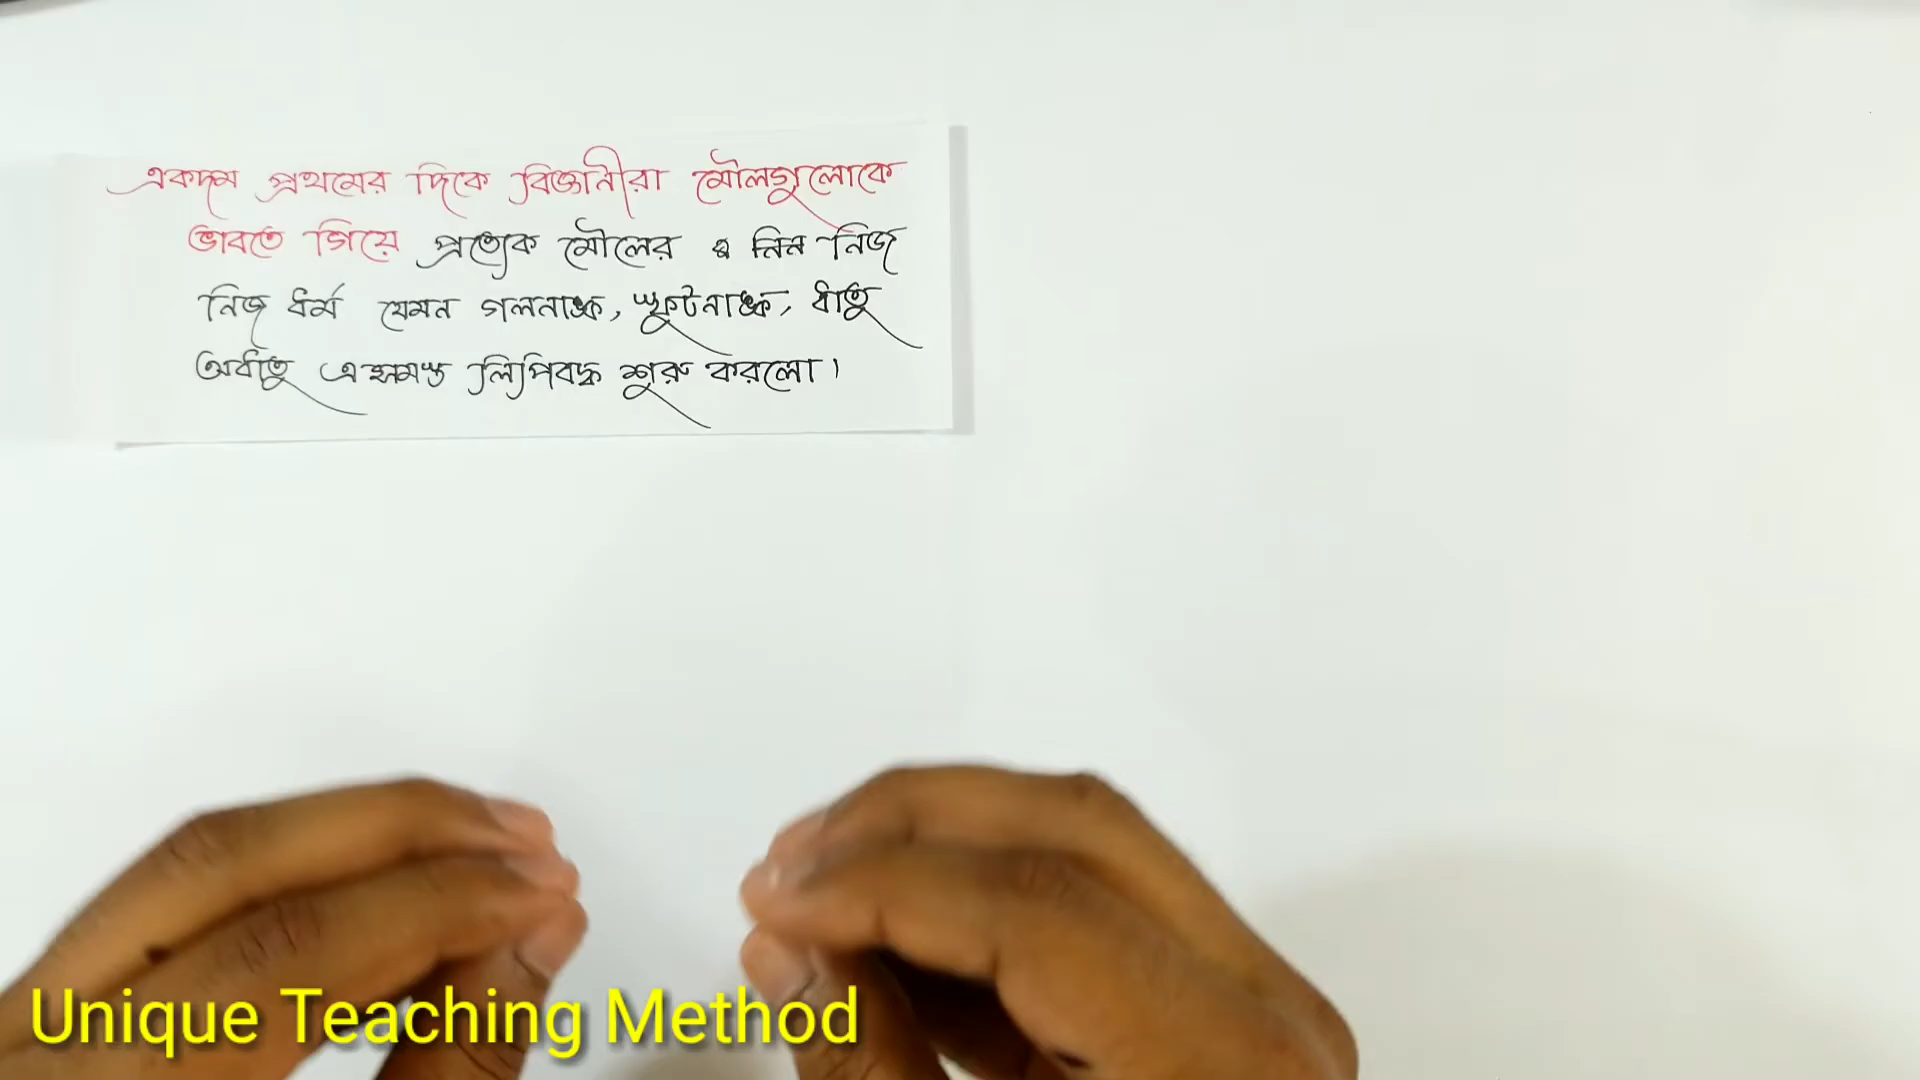 একদম প্রথমের দিকে বিজ্ঞানীরা মৌলগুলোকে
ভাবতে গিয়ে প্রত্যেক মৌলের নিজ
নিজ ধর্ম যেমন গলনাঙ্ক, স্ফুটনাঙ্ক, ধাতু
অধাতু এসমস্ত লিপিবদ্ধ শুরু করলো।
Unique Teaching Method